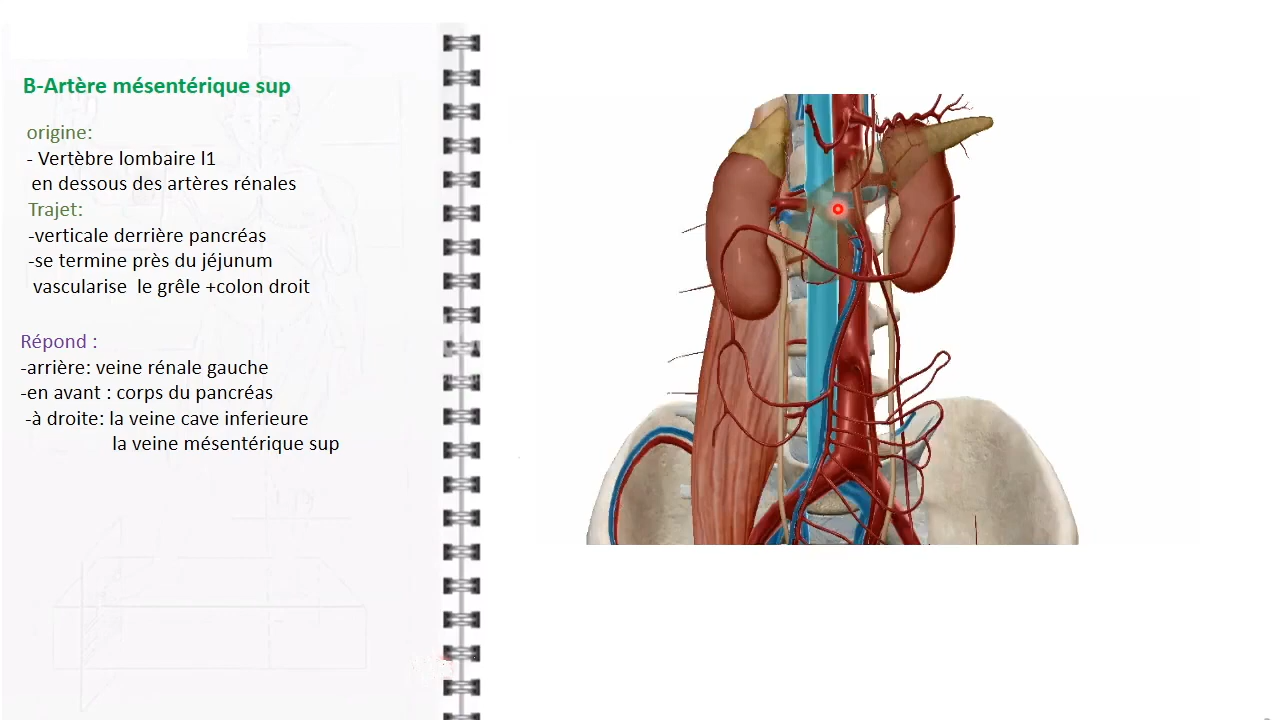 B-Artère mésentérique sup
origine:
- Vertèbre lombaire l1
en dessous des artères rénales
Trajet:
-verticale derrière pancréas
-se termine près du jéjunum
vascularise le grêle +colon droit
Répond :
-arrière: veine rénale gauche
-en avant : corps du pancréas
-à droite: la veine cave inferieure
la veine mésentérique sup